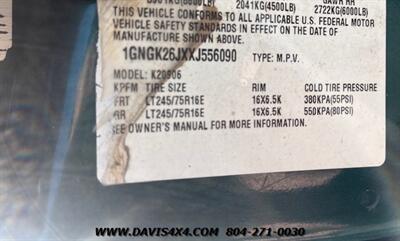 2041KG(4500LB) 2722KG(6000LB)
THIS VEHICLE CONFORMS TO ALL APPLICABLE U.S. FEDERAL MOTOR
VEHICLE SAFETY STANDARDS IN EFFECT ON THE DATE OF
MANUFACTURE SHOWN ABOVE.
1GNGK26JXXJ556090 TYPE: M.P.V.
MODEL: K20906
KPFM TIRE SIZE RIM COLD TIRE PRESSURE
FRT LT245/75R16E 16X6.5K 380KPA(55PSI)
RR LT245/75R16E 16X6.5K 550KPA(80PSI)
SEE OWNER'S MANUAL FOR MORE INFORMATION.
WWW.DAVIS4X4.COM 804-271-0030